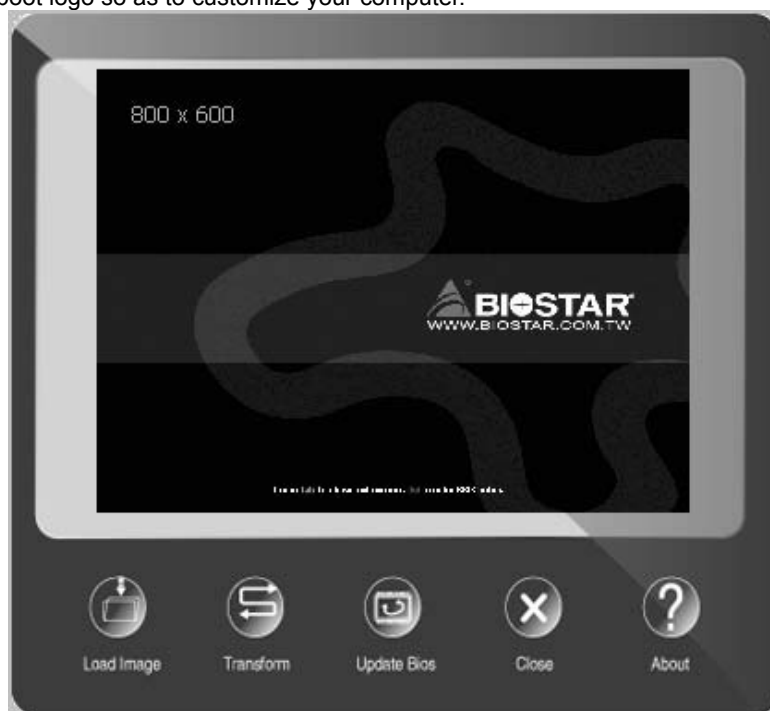 boot logo so as to customize your computer.
800 x 600
BIOSTAR
WWW.BIOSTAR.COM.TW
Load Image
Transform
Update Bios
Close
About